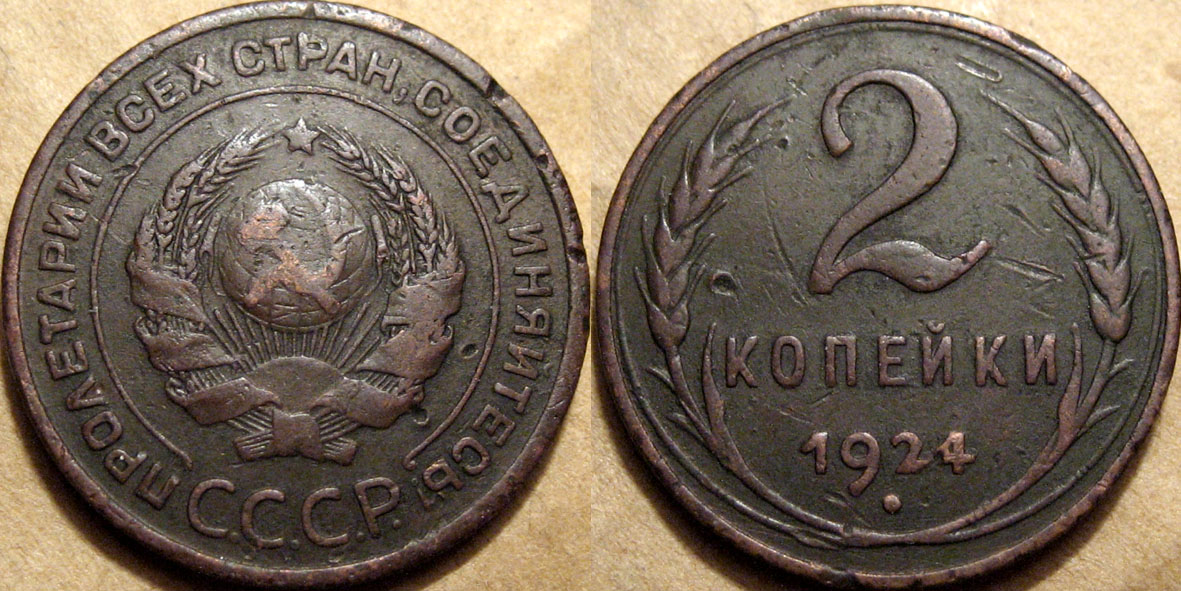 ПРОЛЕТАРИИ ВСЕХ СТРАН, СОЕДИНЯЙТЕСЬ!
С.С.С.Р.
2
КОПЕЙКИ
1924